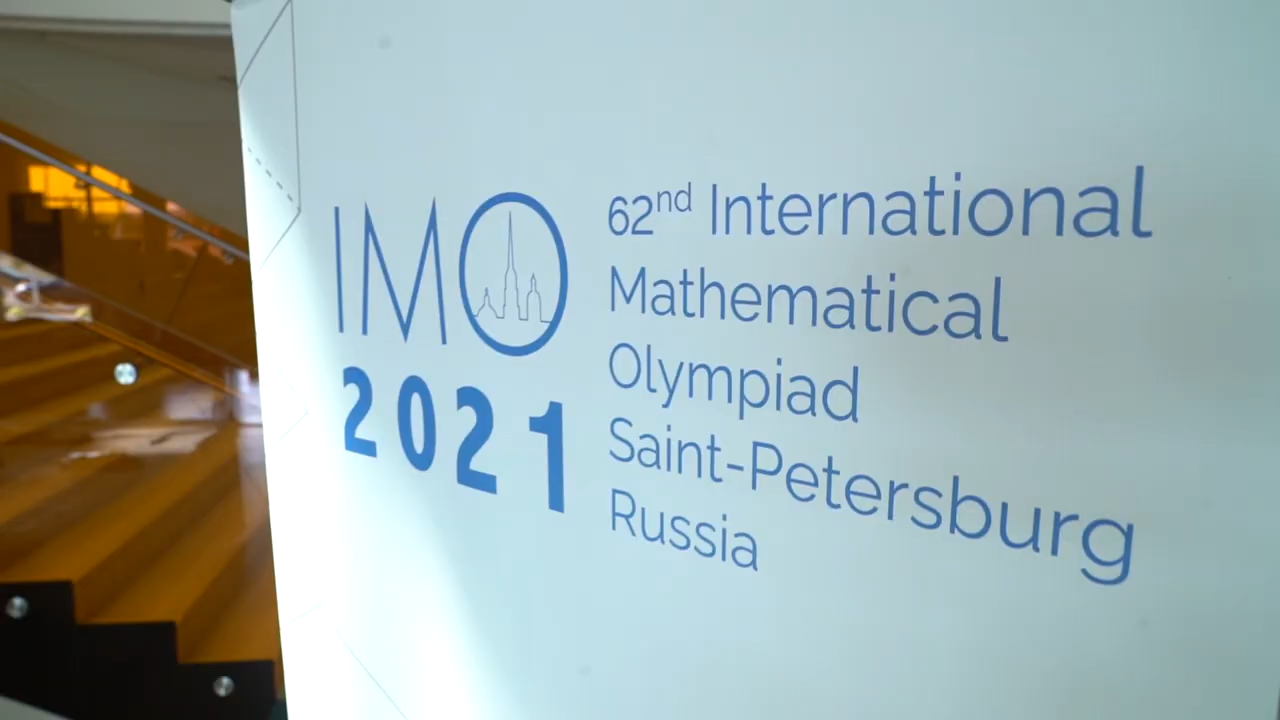 IMO
2021
62nd International
Mathematical
Olympiad
Saint-Petersburg
Russia